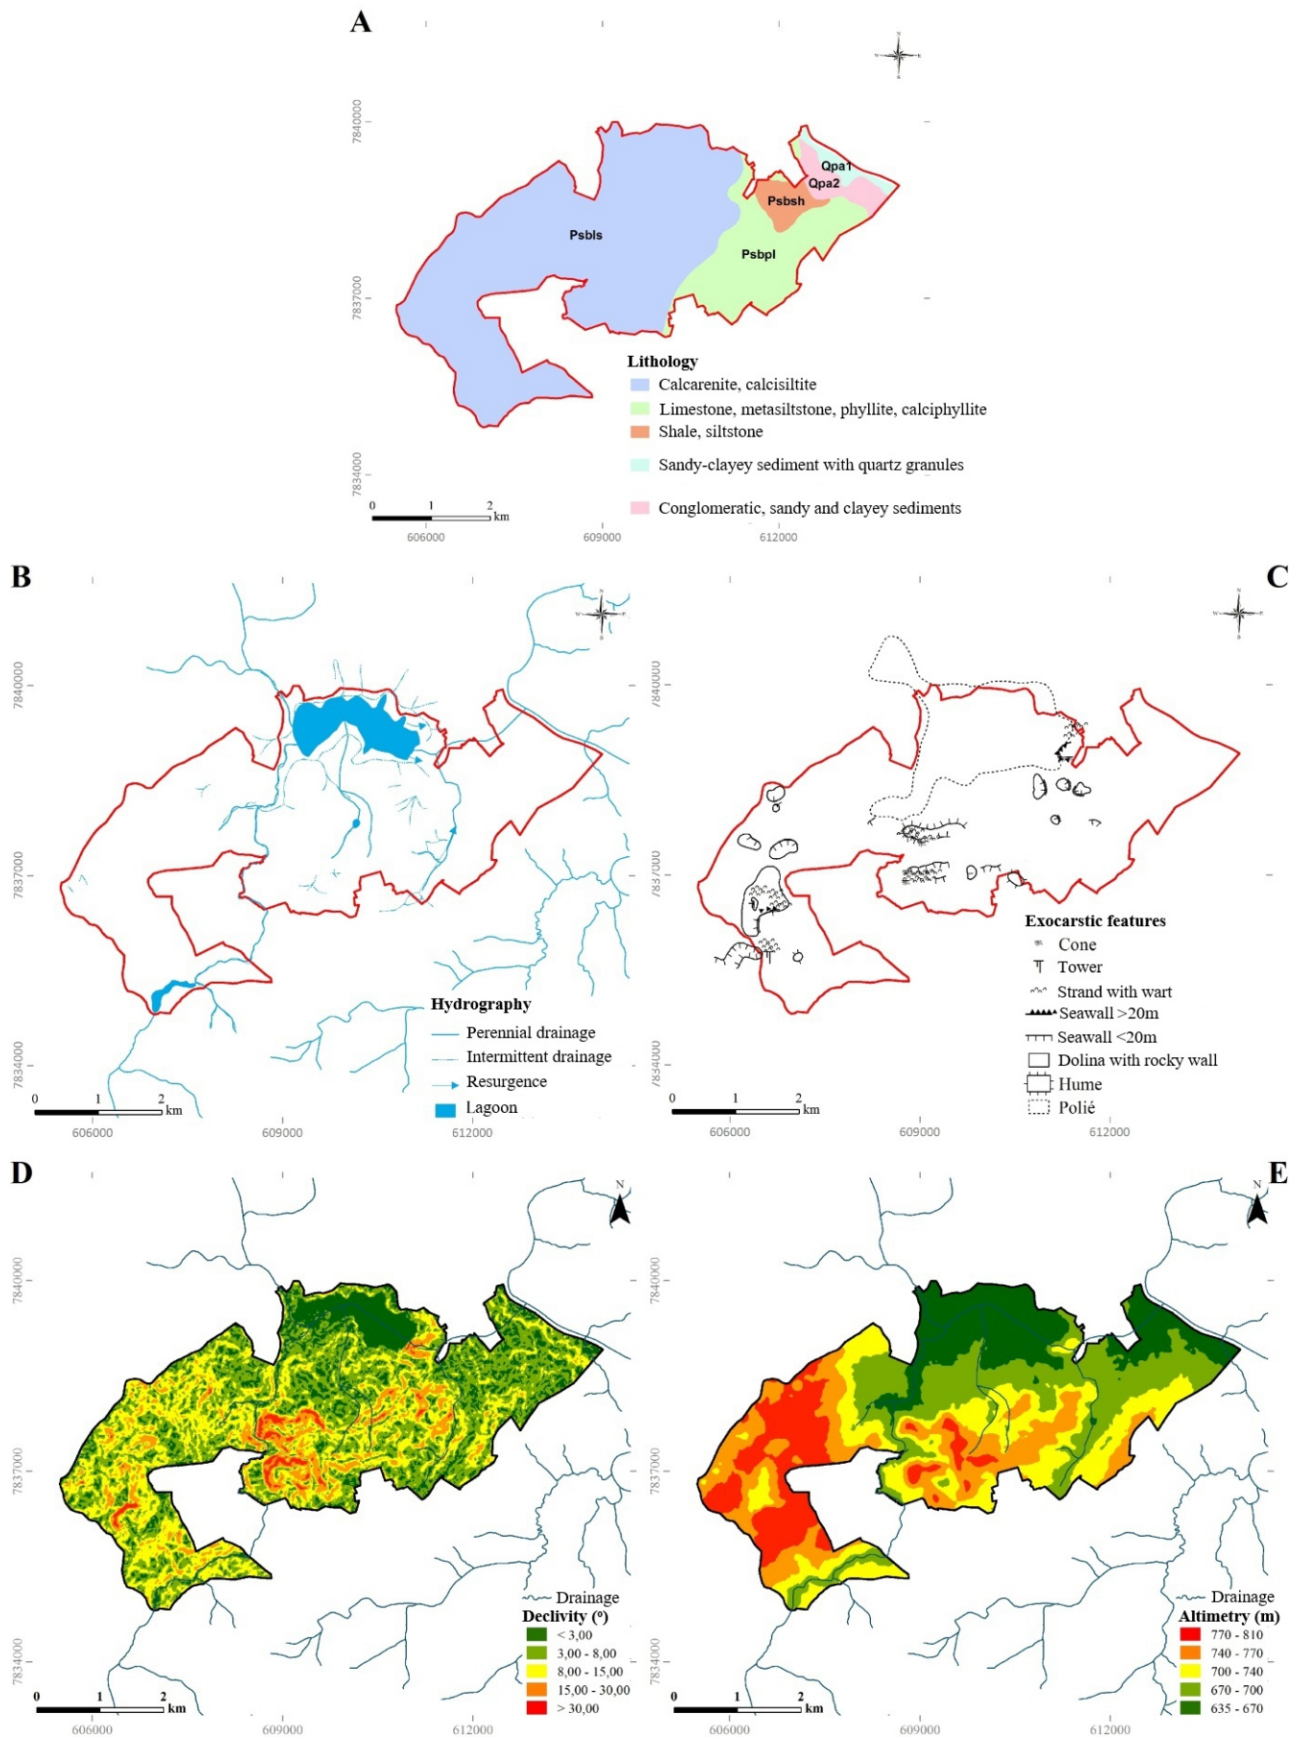 A
N
W
E
S
7840000
7837000
7834000
Qpa1
Qpa2
Psbsh
Psbls
Psbpl
Lithology
Calcarenite, calcisiltite
Limestone, metasiltstone, phyllite, calciphyllite
Shale, siltstone
Sandy-clayey sediment with quartz granules
Conglomeratic, sandy and clayey sediments
0 1 2 km
606000 609000 612000
B
N
W
E
S
7840000
7837000
7834000
Hydrography
Perennial drainage
Intermittent drainage
Resurgence
Lagoon
0 1 2 km
606000 609000 612000
C
N
W
E
S
7840000
7837000
7834000
Exocarstic features
Cone
Tower
Strand with wart
Seawall >20m
Seawall <20m
Dolina with rocky wall
Hume
Polié
0 1 2 km
606000 609000 612000
D
N
7840000
7837000
7834000
Drainage
Declivity (º)
< 3,00
3,00 - 8,00
8,00 - 15,00
15,00 - 30,00
> 30,00
0 1 2 km
606000 609000 612000
E
N
7840000
7837000
7834000
Drainage
Altimetry (m)
770 - 810
740 - 770
700 - 740
670 - 700
635 - 670
0 1 2 km
606000 609000 612000